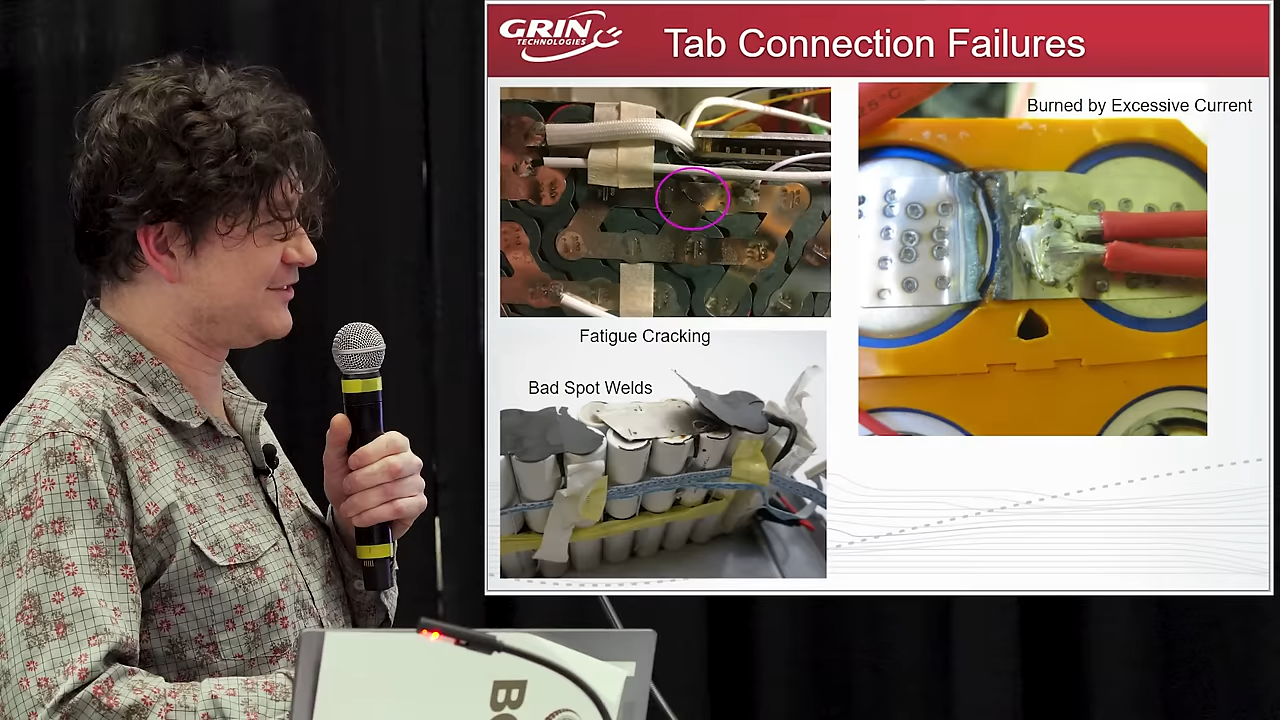 GRIN
TECHNOLOGIES
Tab Connection Failures
Burned by Excessive Current
Fatigue Cracking
Bad Spot Welds